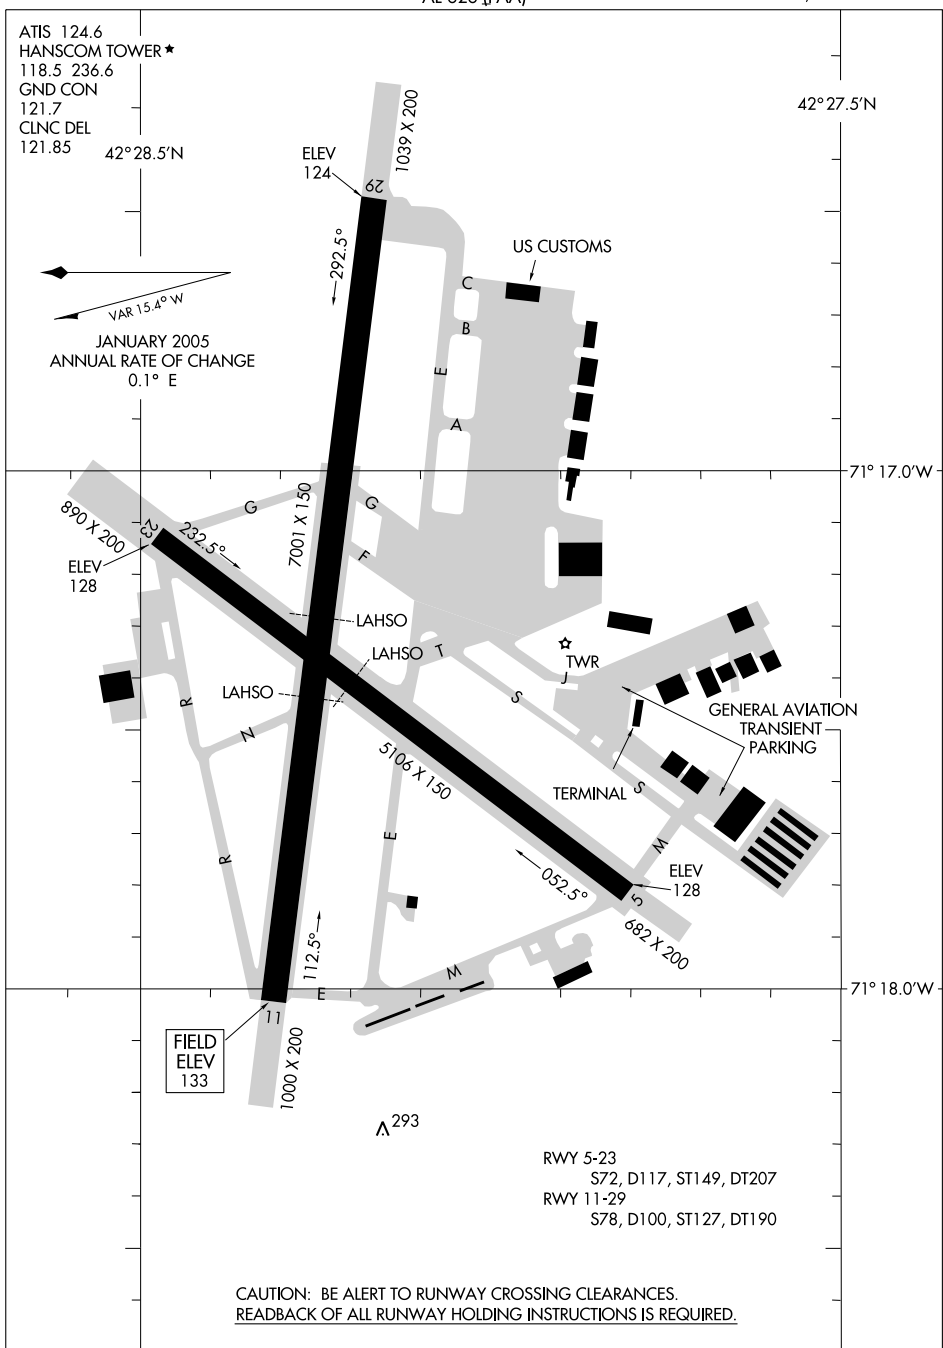 ATIS 124.6
HANSCOM TOWER★
118.5 236.6
GND CON
121.7
CLNC DEL
121.85
42°28.5'N
42°27.5'N
ELEV
124
1039 X 200
29
292.5°
US CUSTOMS
VAR 15.4° W
JANUARY 2005
ANNUAL RATE OF CHANGE
0.1° E
C
B
E
A
71° 17.0'W
G
G
F
7001 X 150
890 X 200
23
232.5°
ELEV
128
LAHSO
LAHSO
LAHSO
T
TWR
J
S
R
N
GENERAL AVIATION
TRANSIENT
PARKING
5106 X 150
TERMINAL
S
M
E
R
ELEV
128
052.5°
5
682 X 200
112.5°
M
E
71° 18.0'W
11
FIELD
ELEV
133
1000 X 200
293
RWY 5-23
S72, D117, ST149, DT207
RWY 11-29
S78, D100, ST127, DT190
CAUTION: BE ALERT TO RUNWAY CROSSING CLEARANCES.
READBACK OF ALL RUNWAY HOLDING INSTRUCTIONS IS REQUIRED.